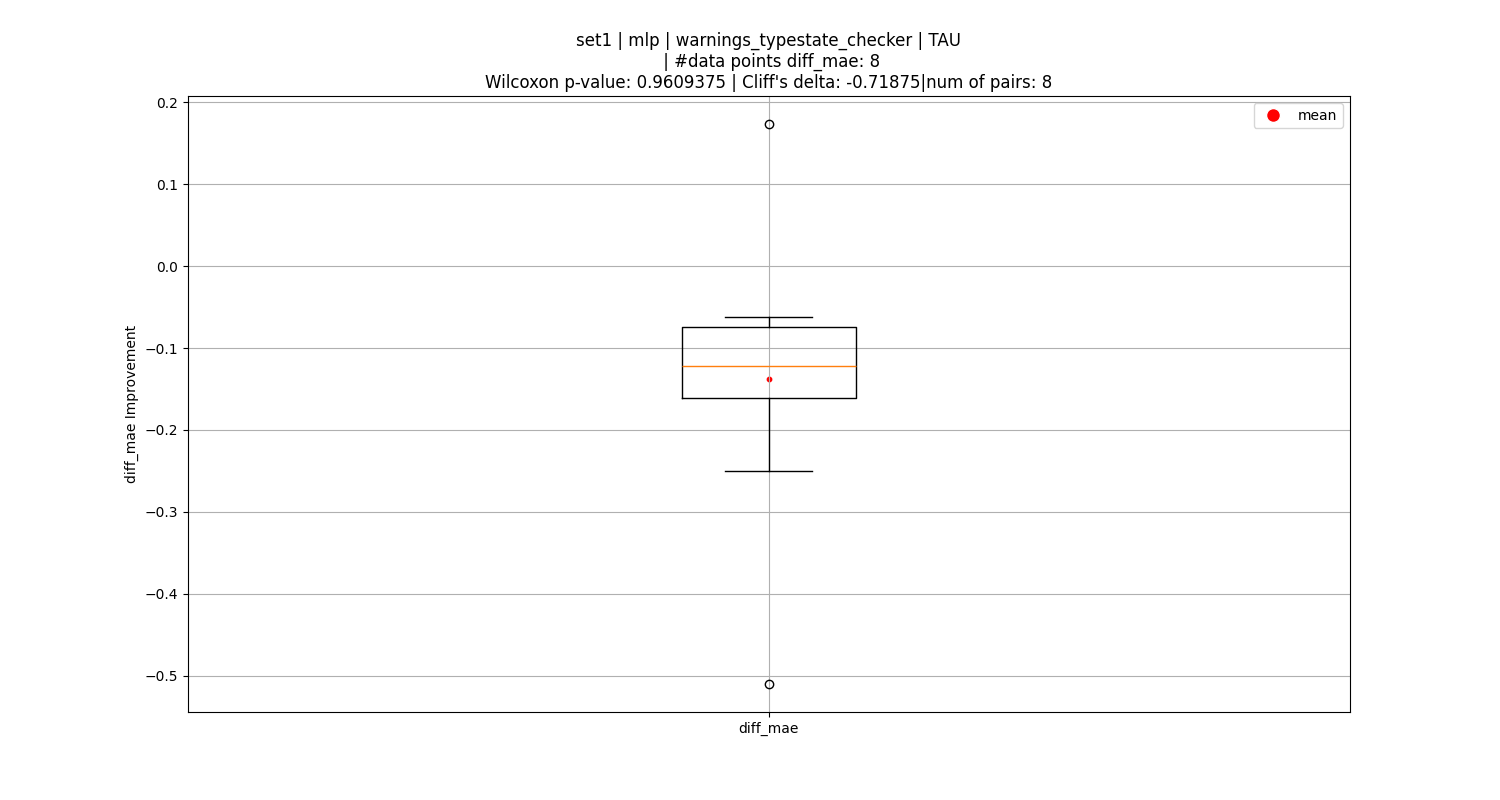 set1 | mlp | warnings_typestate_checker | TAU
| #data points diff_mae: 8
Wilcoxon p-value: 0.9609375 | Cliff's delta: -0.71875|num of pairs: 8
mean
0.2
0.1
0.0
−0.1
−0.2
−0.3
−0.4
−0.5
diff_mae Improvement
diff_mae